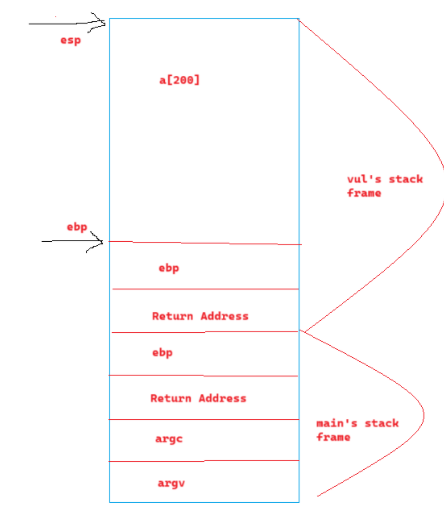 esp
a[200]
vul's stack
frame
ebp
ebp
Return Address
ebp
Return Address
main's stack
frame
argc
argv